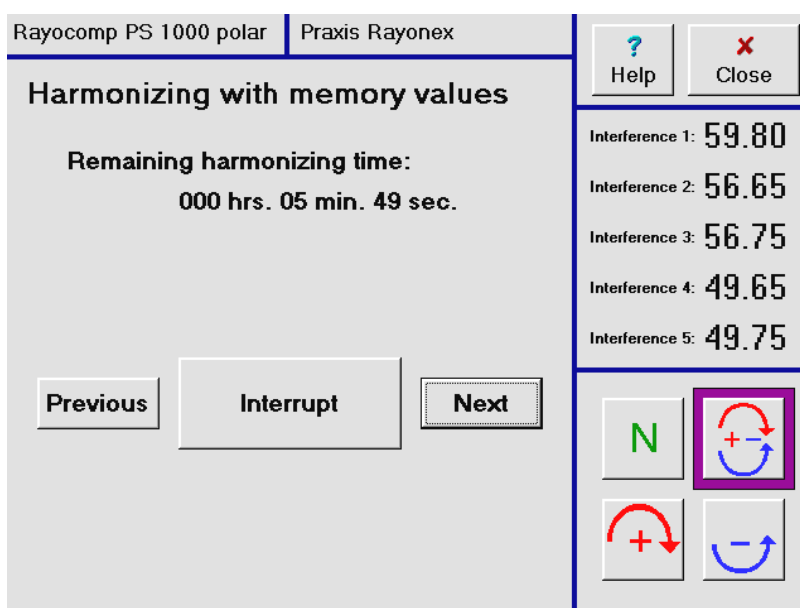 Rayocomp PS 1000 polar
Praxis Rayonex
? Help
✗ Close
Harmonizing with memory values
Remaining harmonizing time:
000 hrs. 05 min. 49 sec.
Previous
Interrupt
Next
Interference 1: 59.80
Interference 2: 56.65
Interference 3: 56.75
Interference 4: 49.65
Interference 5: 49.75
N
+ −
+
−